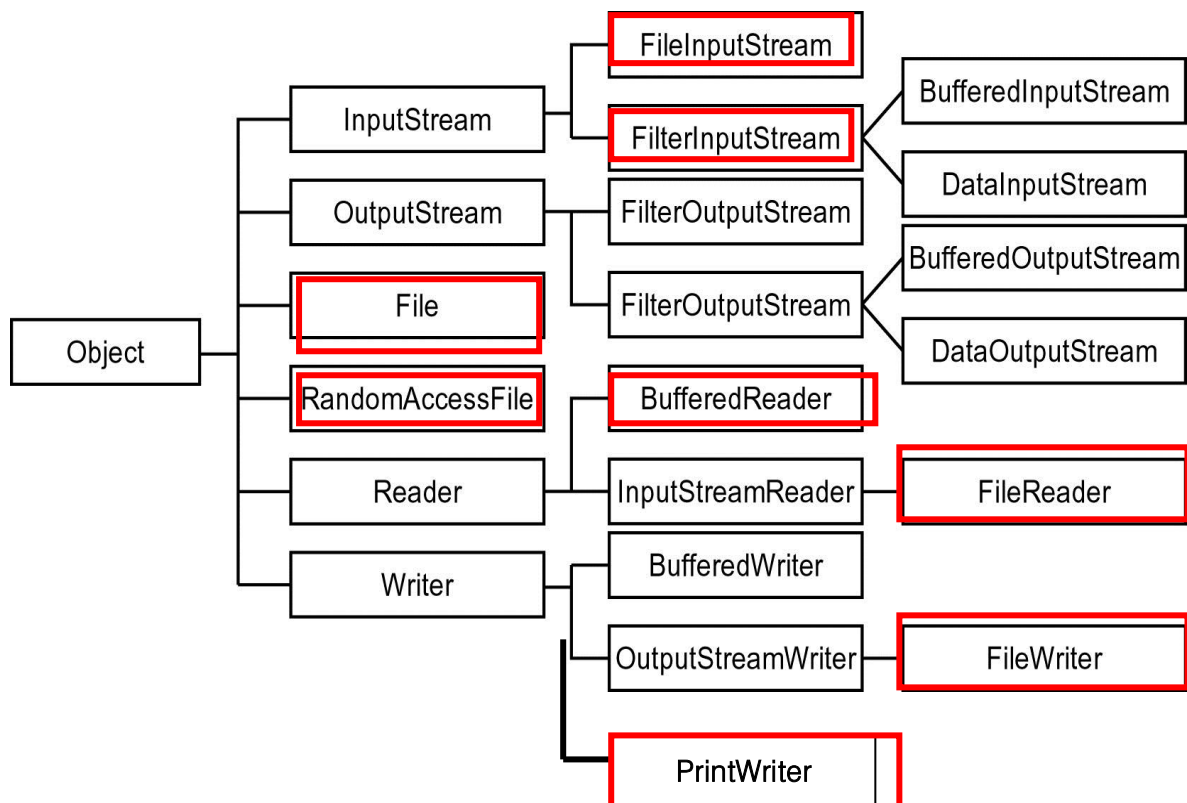 FileInputStream
BufferedInputStream
InputStream
FilterInputStream
DataInputStream
OutputStream
FilterOutputStream
BufferedOutputStream
File
FilterOutputStream
Object
DataOutputStream
RandomAccessFile
BufferedReader
Reader
InputStreamReader
FileReader
Writer
BufferedWriter
OutputStreamWriter
FileWriter
PrintWriter